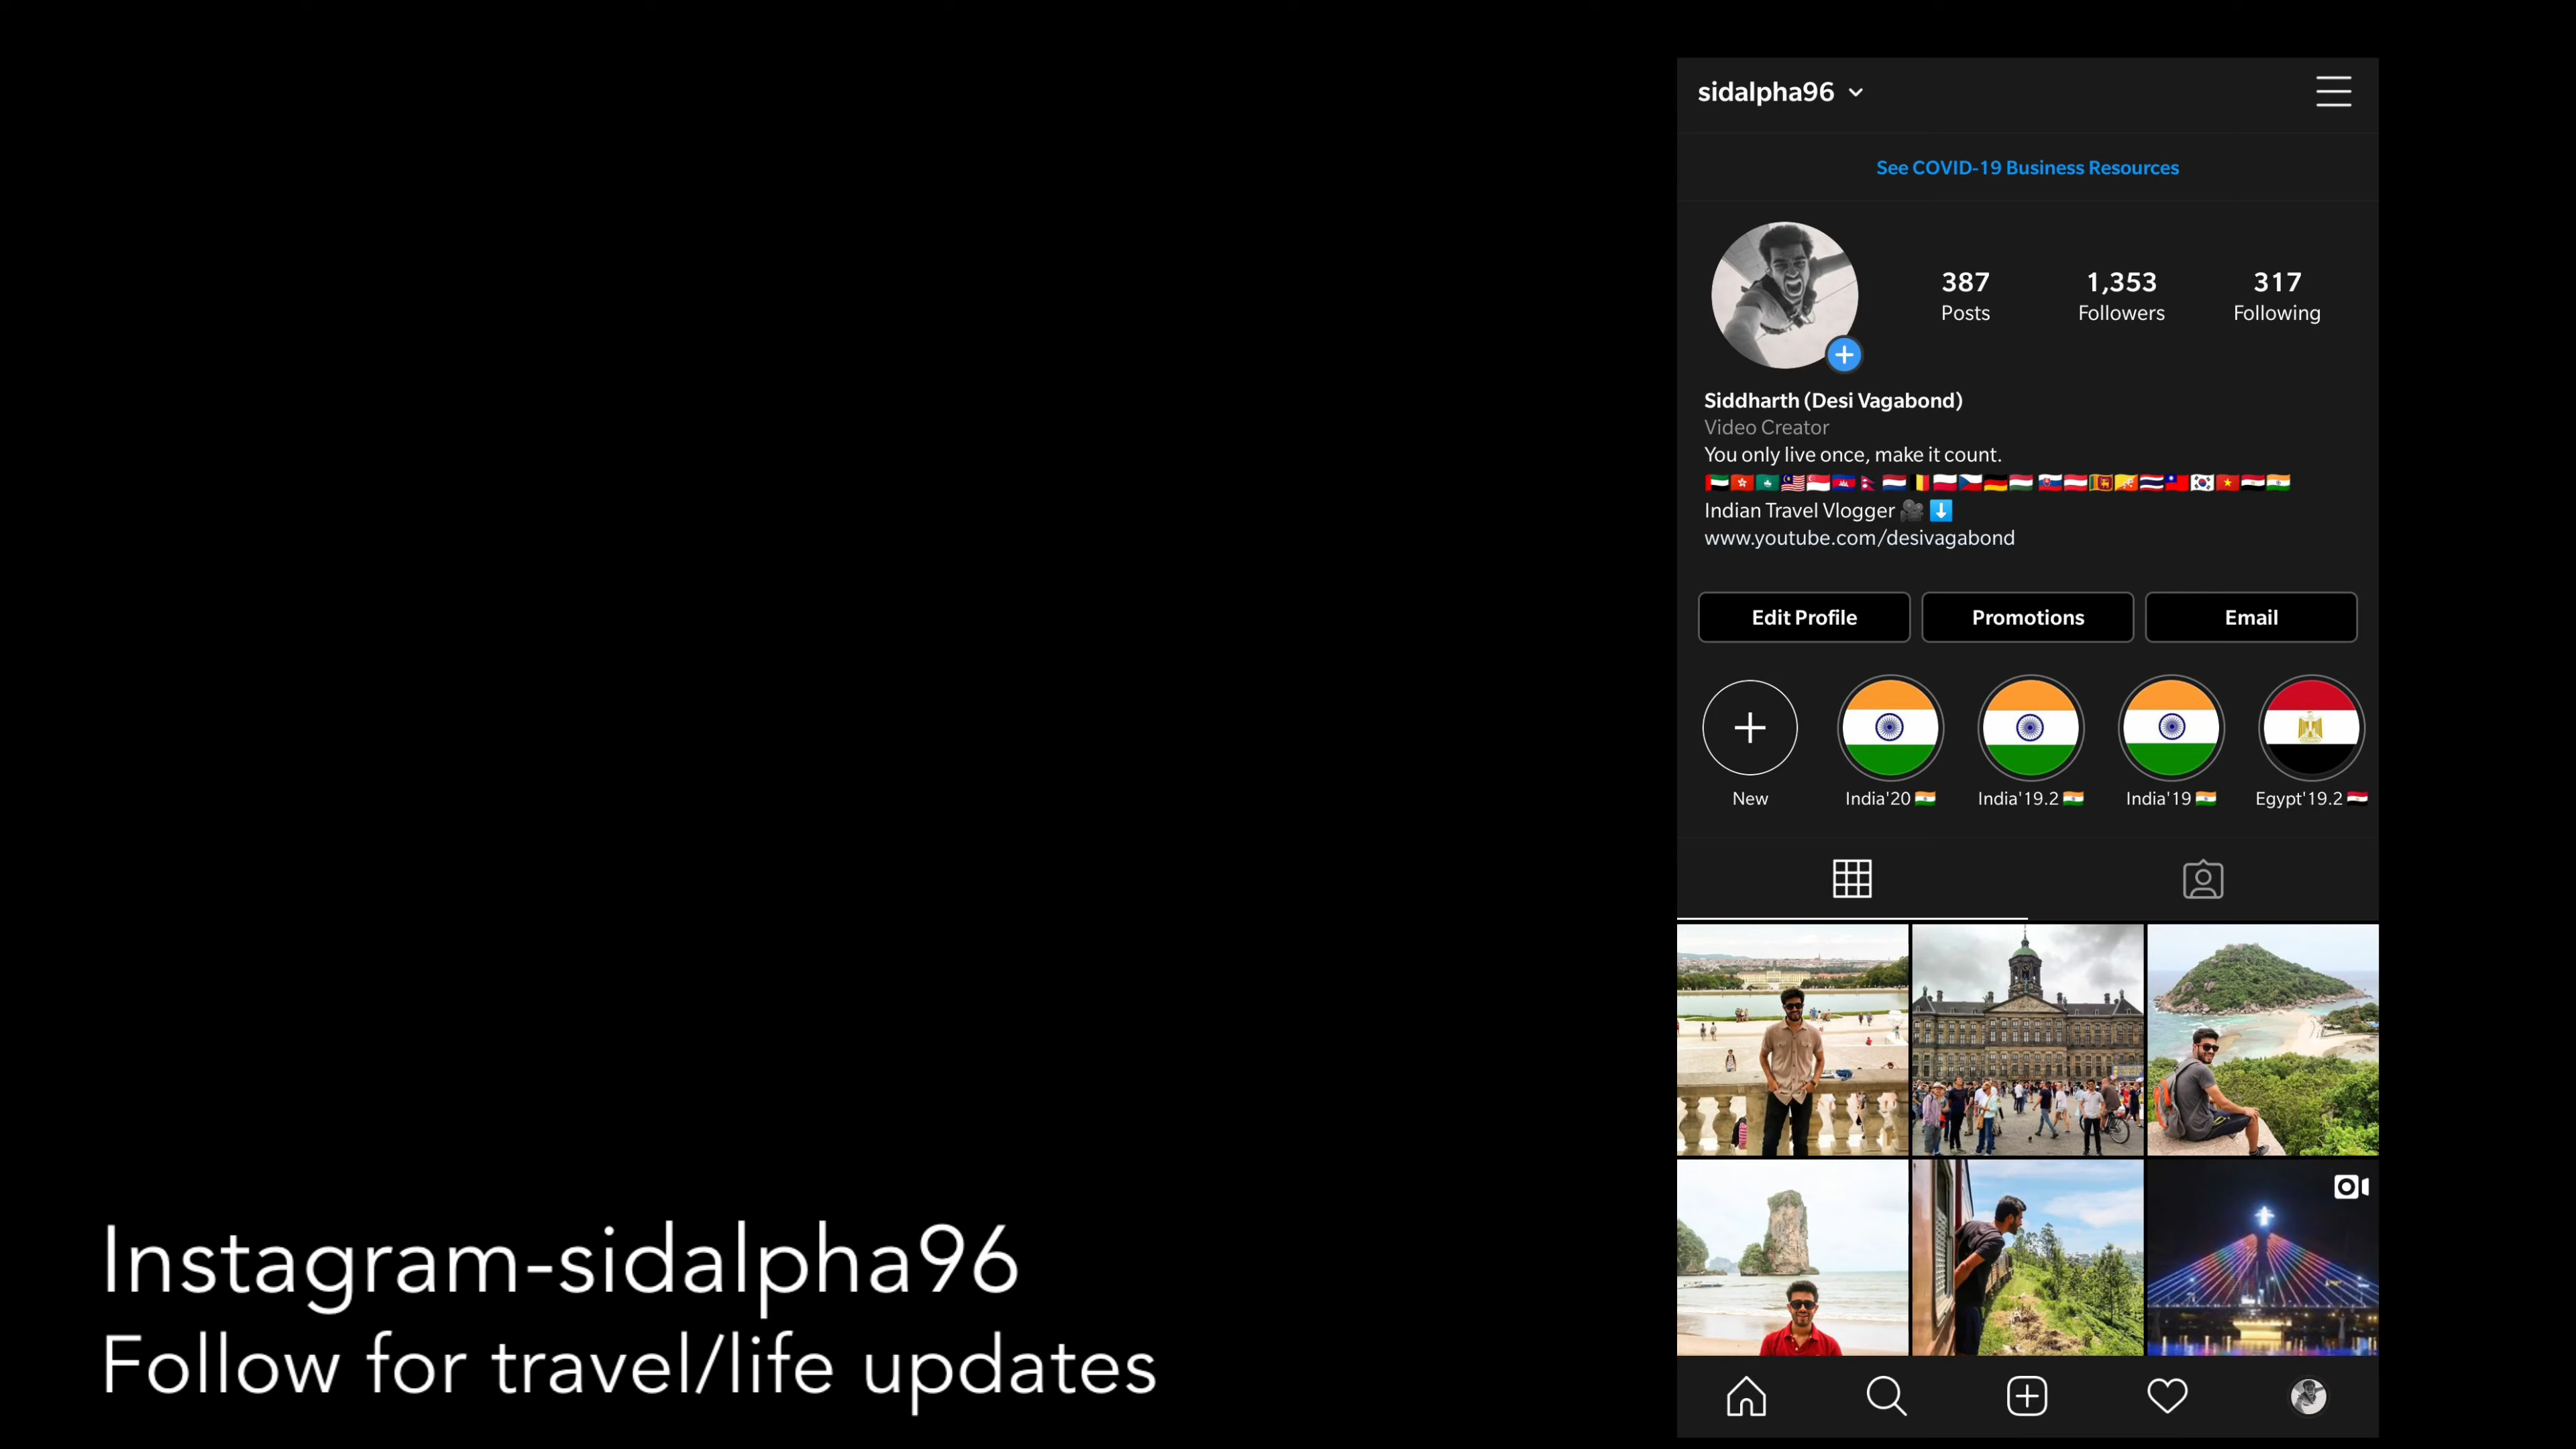 sidalpha96
See COVID-19 Business Resources
387 1,353 317
Posts Followers Following
Siddharth (Desi Vagabond)
Video Creator
You only live once, make it count.
🇦🇪🇭🇰🇲🇴🇲🇾🇸🇬🇰🇭🇳🇵🇳🇱🇧🇪🇵🇱🇨🇿🇩🇪🇭🇺🇸🇰🇦🇹🇱🇰🇧🇹🇹🇭🇹🇼🇰🇷🇻🇳🇪🇬🇮🇳
Indian Travel Vlogger 🎥 ⬇️
www.youtube.com/desivagabond
Edit Profile Promotions Email
New India'20 🇮🇳 India'19.2 🇮🇳 India'19 🇮🇳 Egypt'19.2 🇪🇬
Instagram-sidalpha96
Follow for travel/life updates